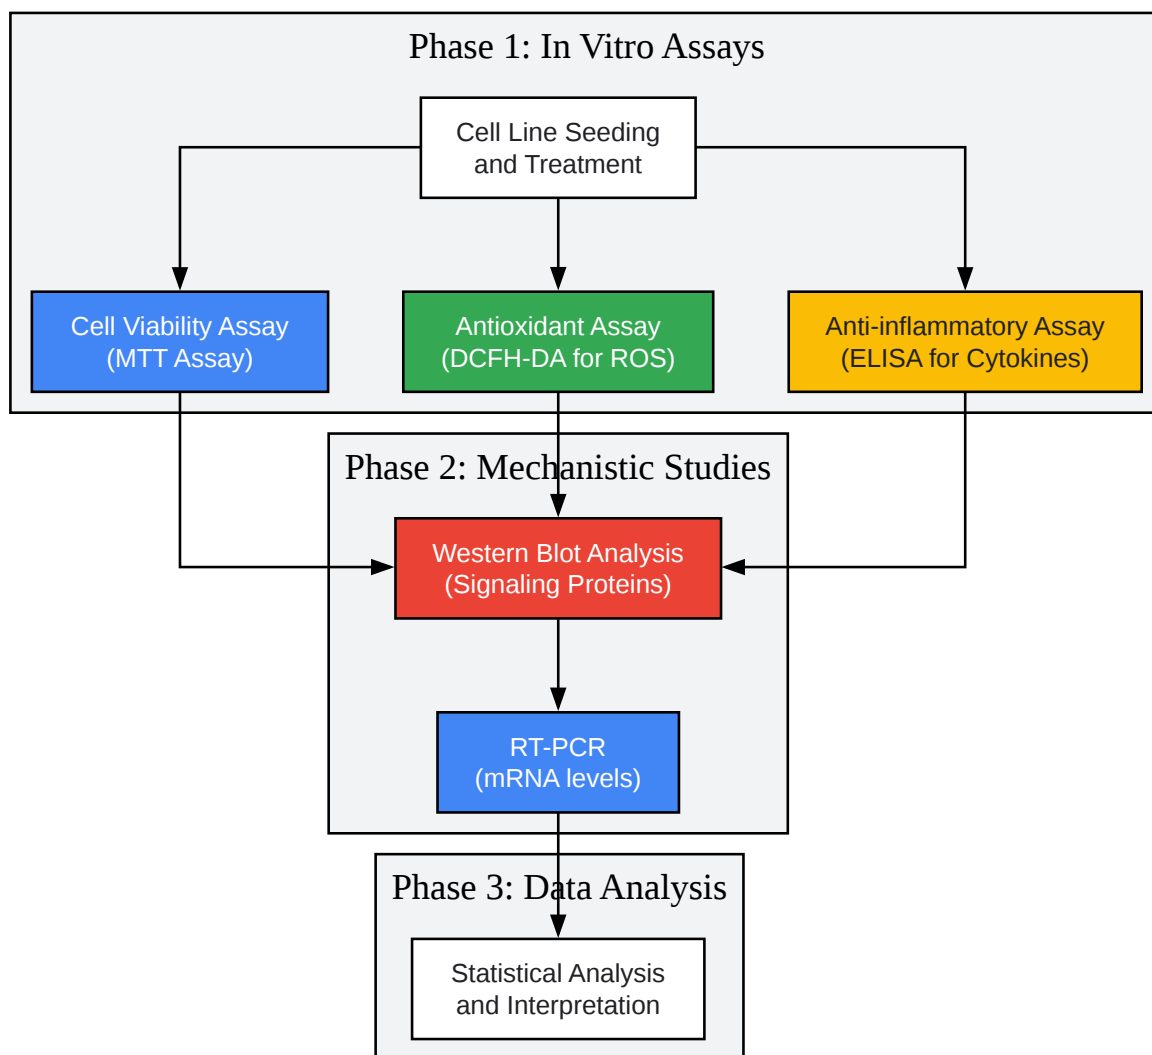 Phase 1: In Vitro Assays
Cell Line Seeding
and Treatment
Cell Viability Assay
(MTT Assay)
Antioxidant Assay
(DCFH-DA for ROS)
Anti-inflammatory Assay
(ELISA for Cytokines)
Phase 2: Mechanistic Studies
Western Blot Analysis
(Signaling Proteins)
RT-PCR
(mRNA levels)
Phase 3: Data Analysis
Statistical Analysis
and Interpretation